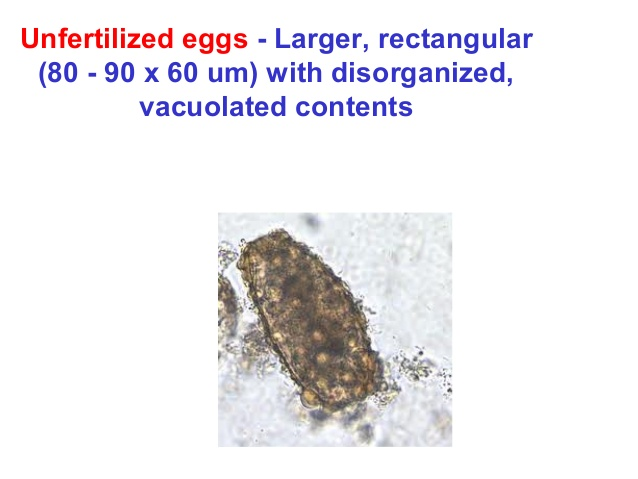 Unfertilized eggs - Larger, rectangular
(80 - 90 x 60 um) with disorganized,
vacuolated contents